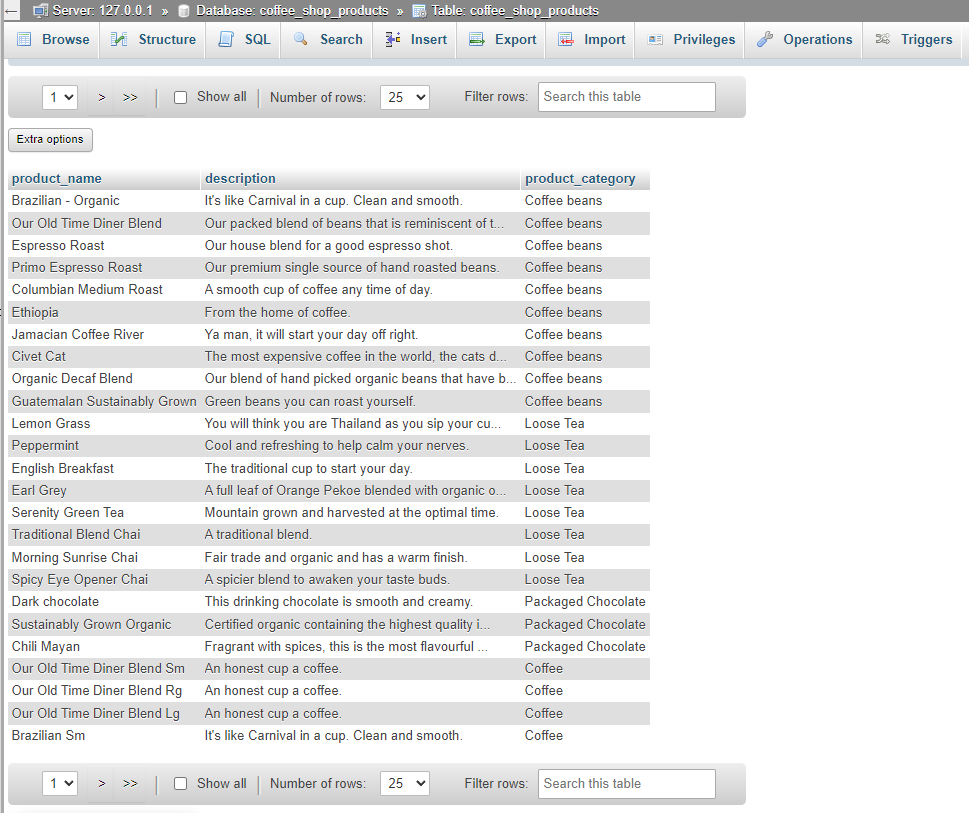 Server: 127.0.0.1 » Database: coffee_shop_products » Table: coffee_shop_products
Browse Structure SQL Search Insert Export Import Privileges Operations Triggers
1 > >> Show all Number of rows: 25 Filter rows: Search this table
Extra options
product_name description product_category
Brazilian - Organic It's like Carnival in a cup. Clean and smooth. Coffee beans
Our Old Time Diner Blend Our packed blend of beans that is reminiscent of t... Coffee beans
Espresso Roast Our house blend for a good espresso shot. Coffee beans
Primo Espresso Roast Our premium single source of hand roasted beans. Coffee beans
Columbian Medium Roast A smooth cup of coffee any time of day. Coffee beans
Ethiopia From the home of coffee. Coffee beans
Jamacian Coffee River Ya man, it will start your day off right. Coffee beans
Civet Cat The most expensive coffee in the world, the cats d... Coffee beans
Organic Decaf Blend Our blend of hand picked organic beans that have b... Coffee beans
Guatemalan Sustainably Grown Green beans you can roast yourself. Coffee beans
Lemon Grass You will think you are Thailand as you sip your cu... Loose Tea
Peppermint Cool and refreshing to help calm your nerves. Loose Tea
English Breakfast The traditional cup to start your day. Loose Tea
Earl Grey A full leaf of Orange Pekoe blended with organic o... Loose Tea
Serenity Green Tea Mountain grown and harvested at the optimal time. Loose Tea
Traditional Blend Chai A traditional blend. Loose Tea
Morning Sunrise Chai Fair trade and organic and has a warm finish. Loose Tea
Spicy Eye Opener Chai A spicier blend to awaken your taste buds. Loose Tea
Dark chocolate This drinking chocolate is smooth and creamy. Packaged Chocolate
Sustainably Grown Organic Certified organic containing the highest quality i... Packaged Chocolate
Chili Mayan Fragrant with spices, this is the most flavourful ... Packaged Chocolate
Our Old Time Diner Blend Sm An honest cup a coffee. Coffee
Our Old Time Diner Blend Rg An honest cup a coffee. Coffee
Our Old Time Diner Blend Lg An honest cup a coffee. Coffee
Brazilian Sm It's like Carnival in a cup. Clean and smooth. Coffee
1 > >> Show all Number of rows: 25 Filter rows: Search this table